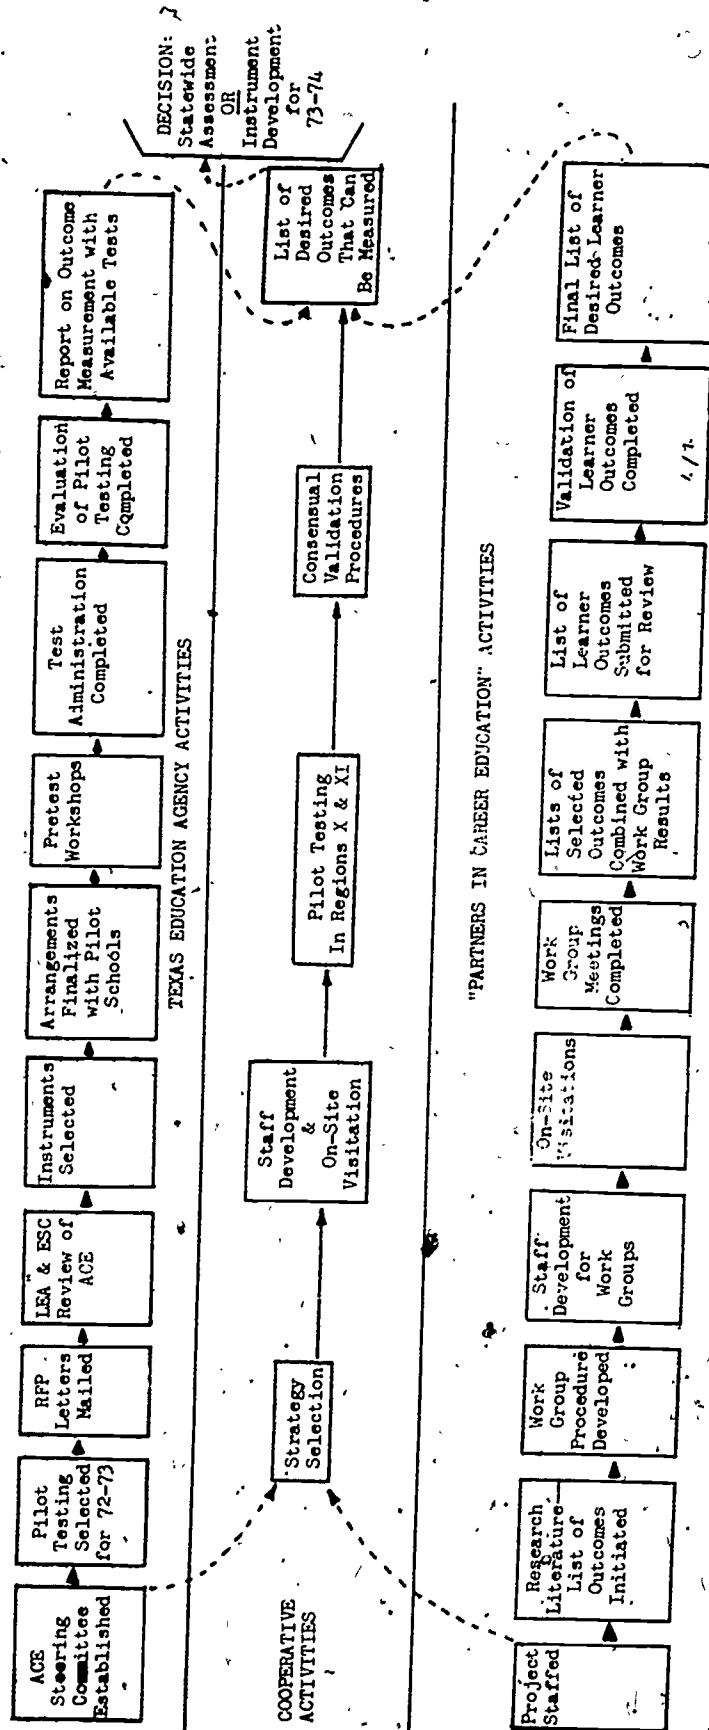 ACE
Steering
Committee
Established
Pilot
Testing
Selected
for 72-73
RFP
Letters
Mailed
LEA & ESC
Review of
ACE
Instruments
Selected
Arrangements
Finalized
with Pilot
Schools
Pretest
Workshops
Test
Administration
Completed
Evaluation
of Pilot
Testing
Completed
Report on Outcome
Measurement with
Available Tests
TEXAS EDUCATION AGENCY ACTIVITIES
DECISION:
Statewide
Assessment
OR
Instrument
Development
for
73-74
COOPERATIVE
ACTIVITIES
Strategy
Selection
Staff
Development
&
On-Site
Visitation
Pilot Testing
In Regions X & XI
Consensual
Validation
Procedures
List of
Desired
Outcomes
That Can
Be Measured
"PARTNERS IN CAREER EDUCATION" ACTIVITIES
Project
Staffed
Research
Literature—
List of
Outcomes
Initiated
Work
Group
Procedure
Developed
Staff
Development
for
Work
Groups
On-Site
Visitations
Work
Group
Meetings
Completed
Lists of
Selected
Outcomes
Combined with
Work Group
Results
List of
Learner
Outcomes
Submitted
for Review
Validation of
Learner
Outcomes
Completed
Final List of
Desired Learner
Outcomes